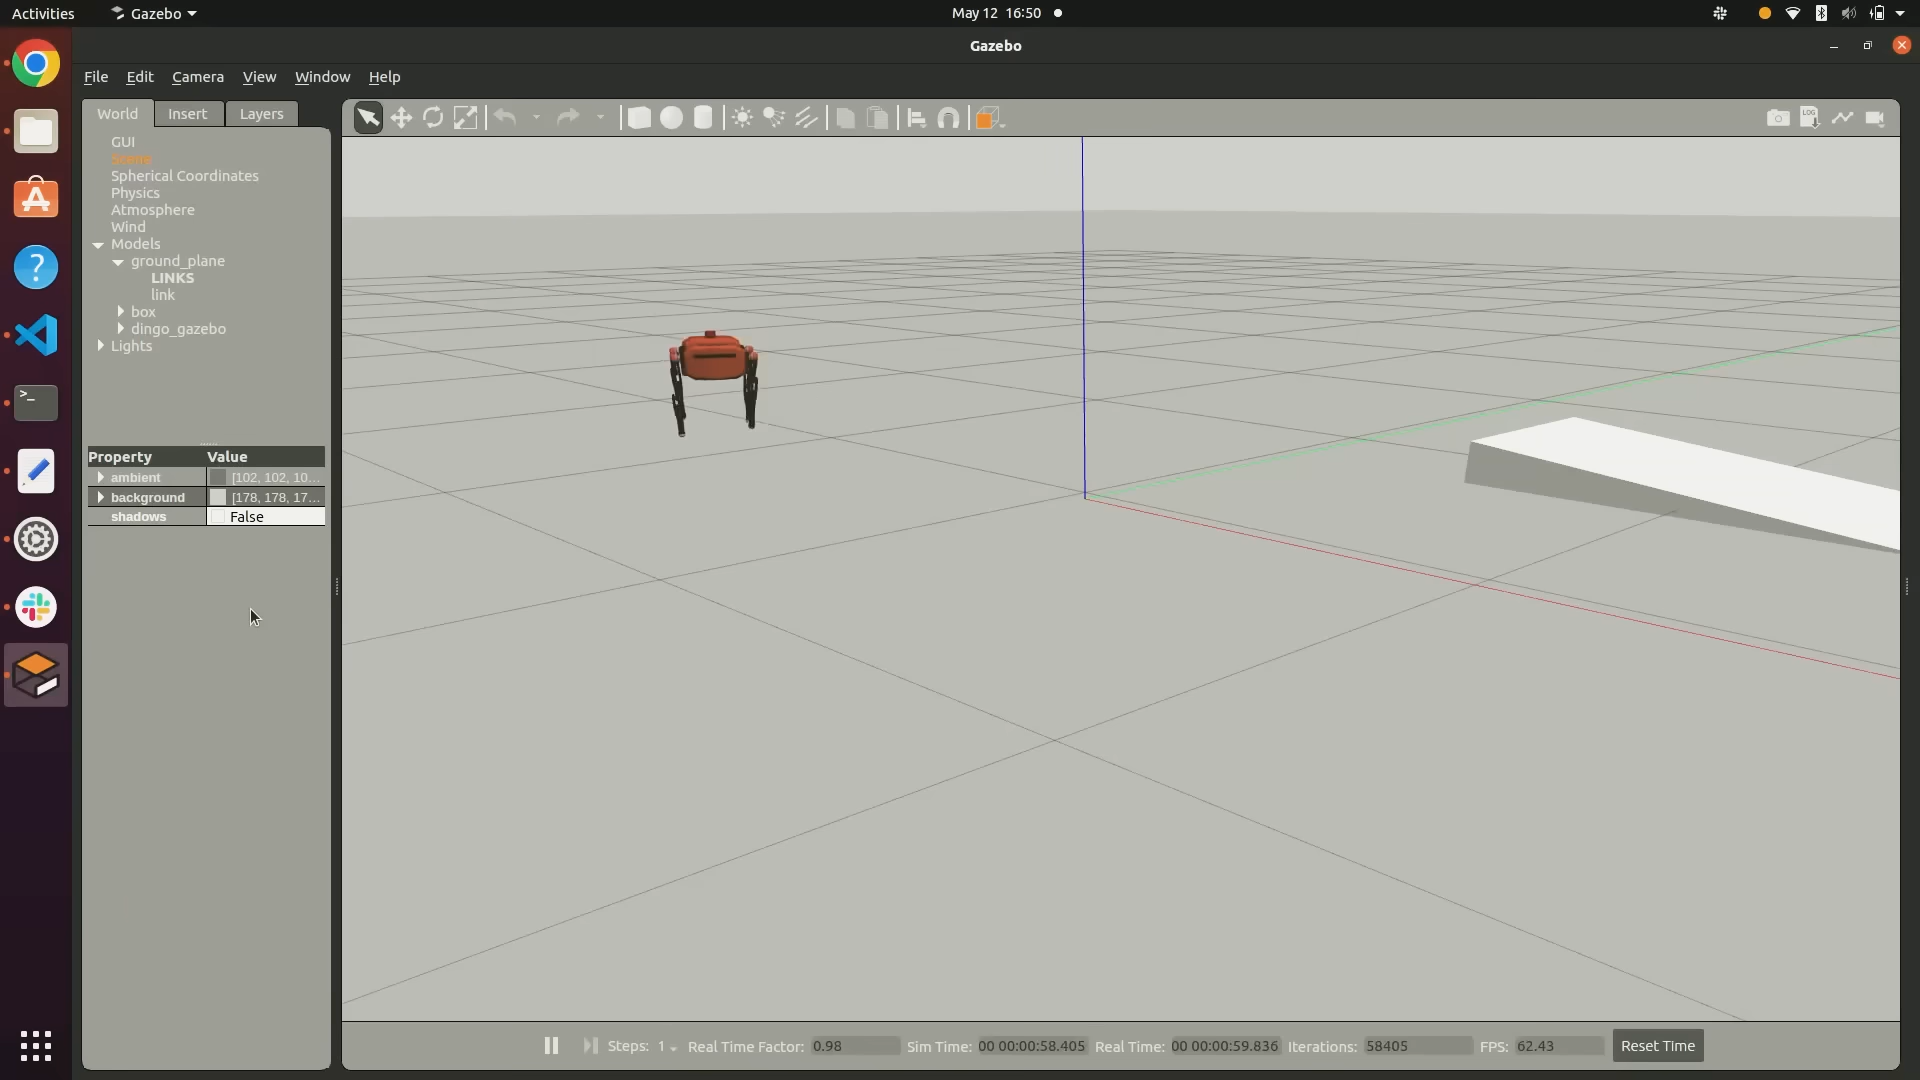 Activities
Gazebo
May 12 16:50
Gazebo
File Edit Camera View Window Help
World Insert Layers
GUI
Scene
Spherical Coordinates
Physics
Atmosphere
Wind
Models
ground_plane
LINKS
link
box
dingo_gazebo
Lights
Property Value
ambient [102, 102, 10...
background [178, 178, 17...
shadows False
LOG
Steps: 1 Real Time Factor: 0.98 Sim Time: 00 00:00:58.405 Real Time: 00 00:00:59.836 Iterations: 58405 FPS: 62.43 Reset Time